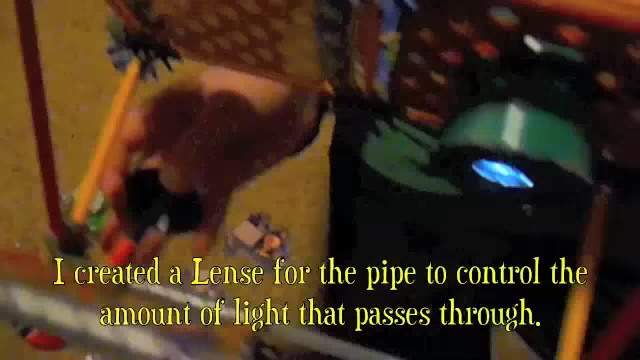 I created a Lense for the pipe to control the
amount of light that passes through.